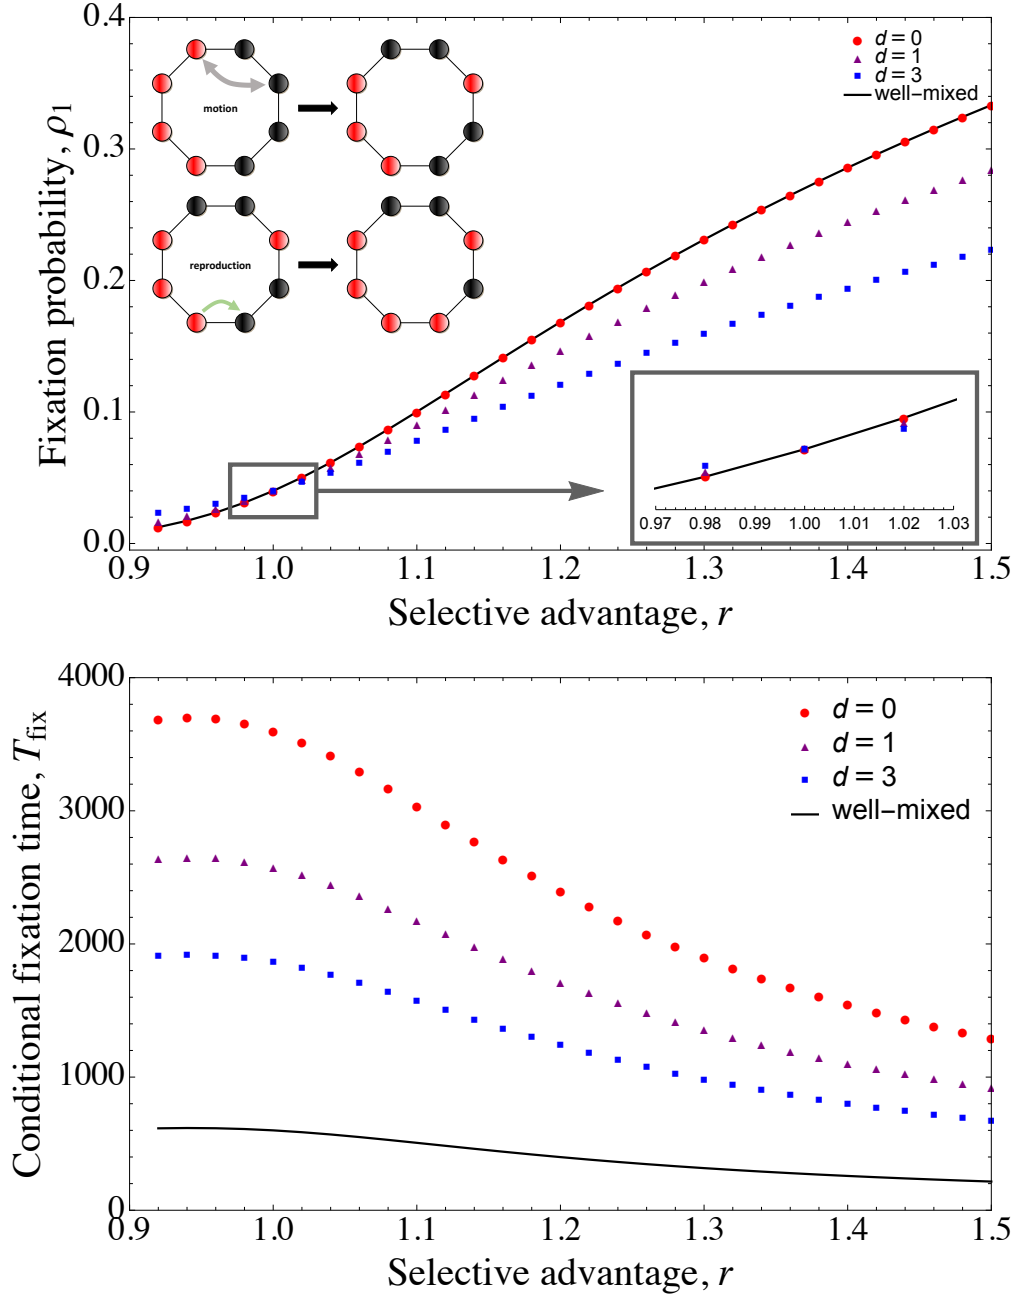 Fixation probability, ρ1
0.4
0.3
0.2
0.1
0.0
motion
reproduction
d = 0
d = 1
d = 3
well-mixed
0.97 0.98 0.99 1.00 1.01 1.02 1.03
0.9 1.0 1.1 1.2 1.3 1.4 1.5
Selective advantage, r
Conditional fixation time, Tfix
4000
3000
2000
1000
0
d = 0
d = 1
d = 3
well-mixed
0.9 1.0 1.1 1.2 1.3 1.4 1.5
Selective advantage, r